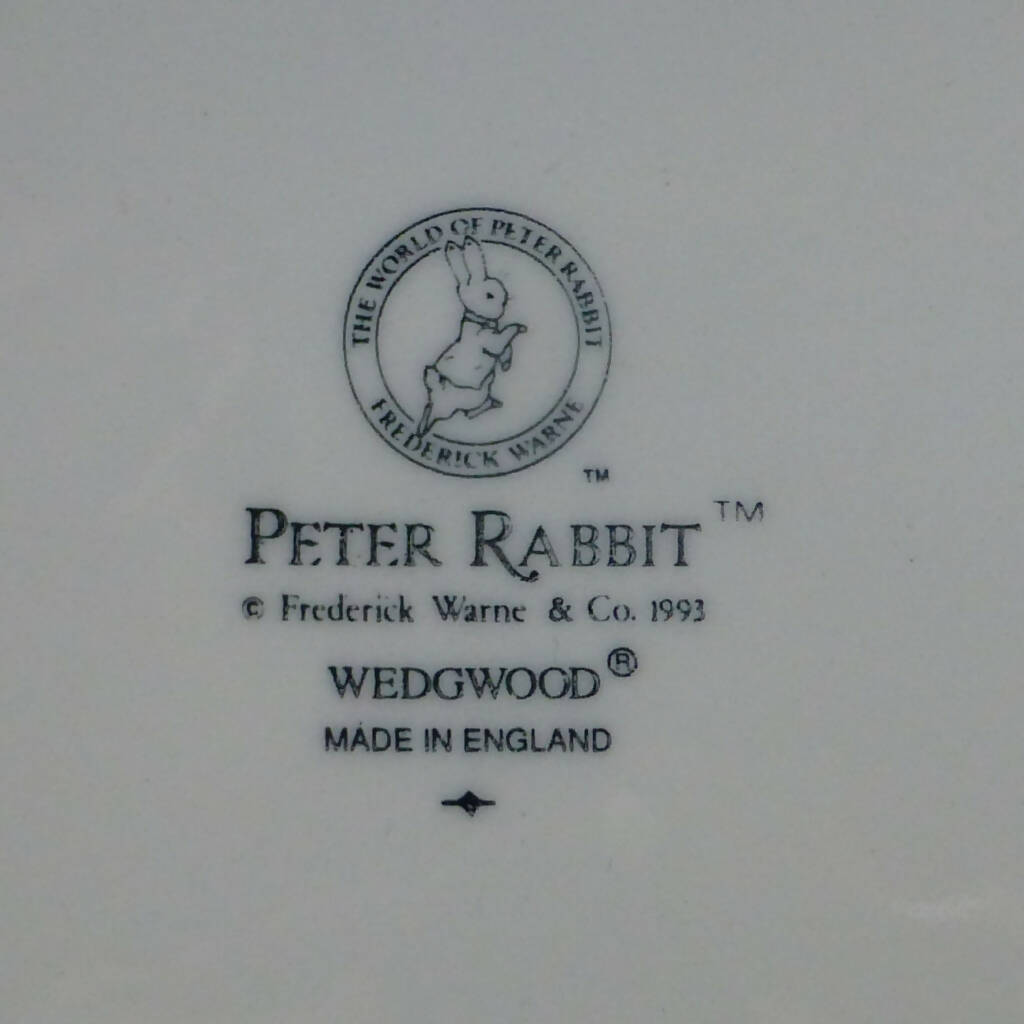 THE WORLD OF PETER RABBIT
FREDERICK WARNE
TM
PETER RABBIT TM
© Frederick Warne & Co. 1993
WEDGWOOD®
MADE IN ENGLAND